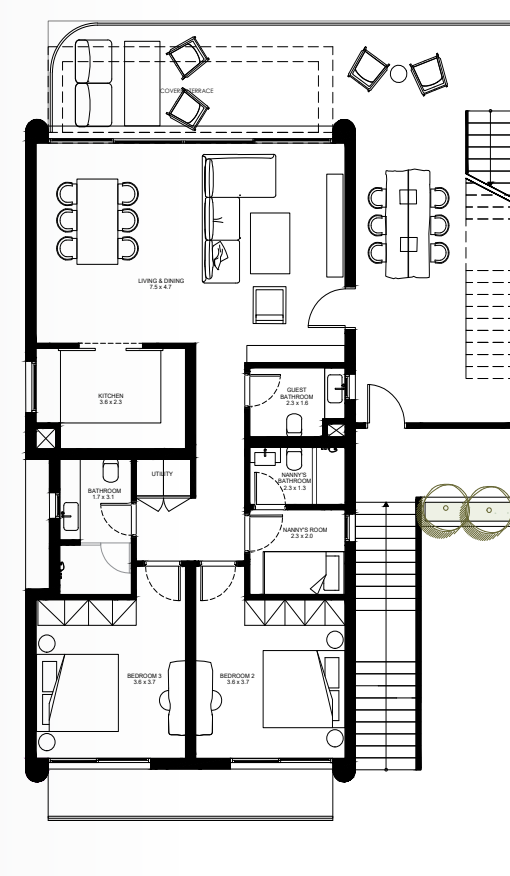 COVERED TERRACE
LIVING & DINING
7.5 x 4.7
KITCHEN
3.6 x 2.3
GUEST
BATHROOM
2.3 x 1.6
UTILITY
BATHROOM
1.7 x 3.1
NANNY'S
BATHROOM
2.3 x 1.3
NANNY'S ROOM
2.3 x 2.0
BEDROOM 3
3.6 x 3.7
BEDROOM 2
3.6 x 3.7